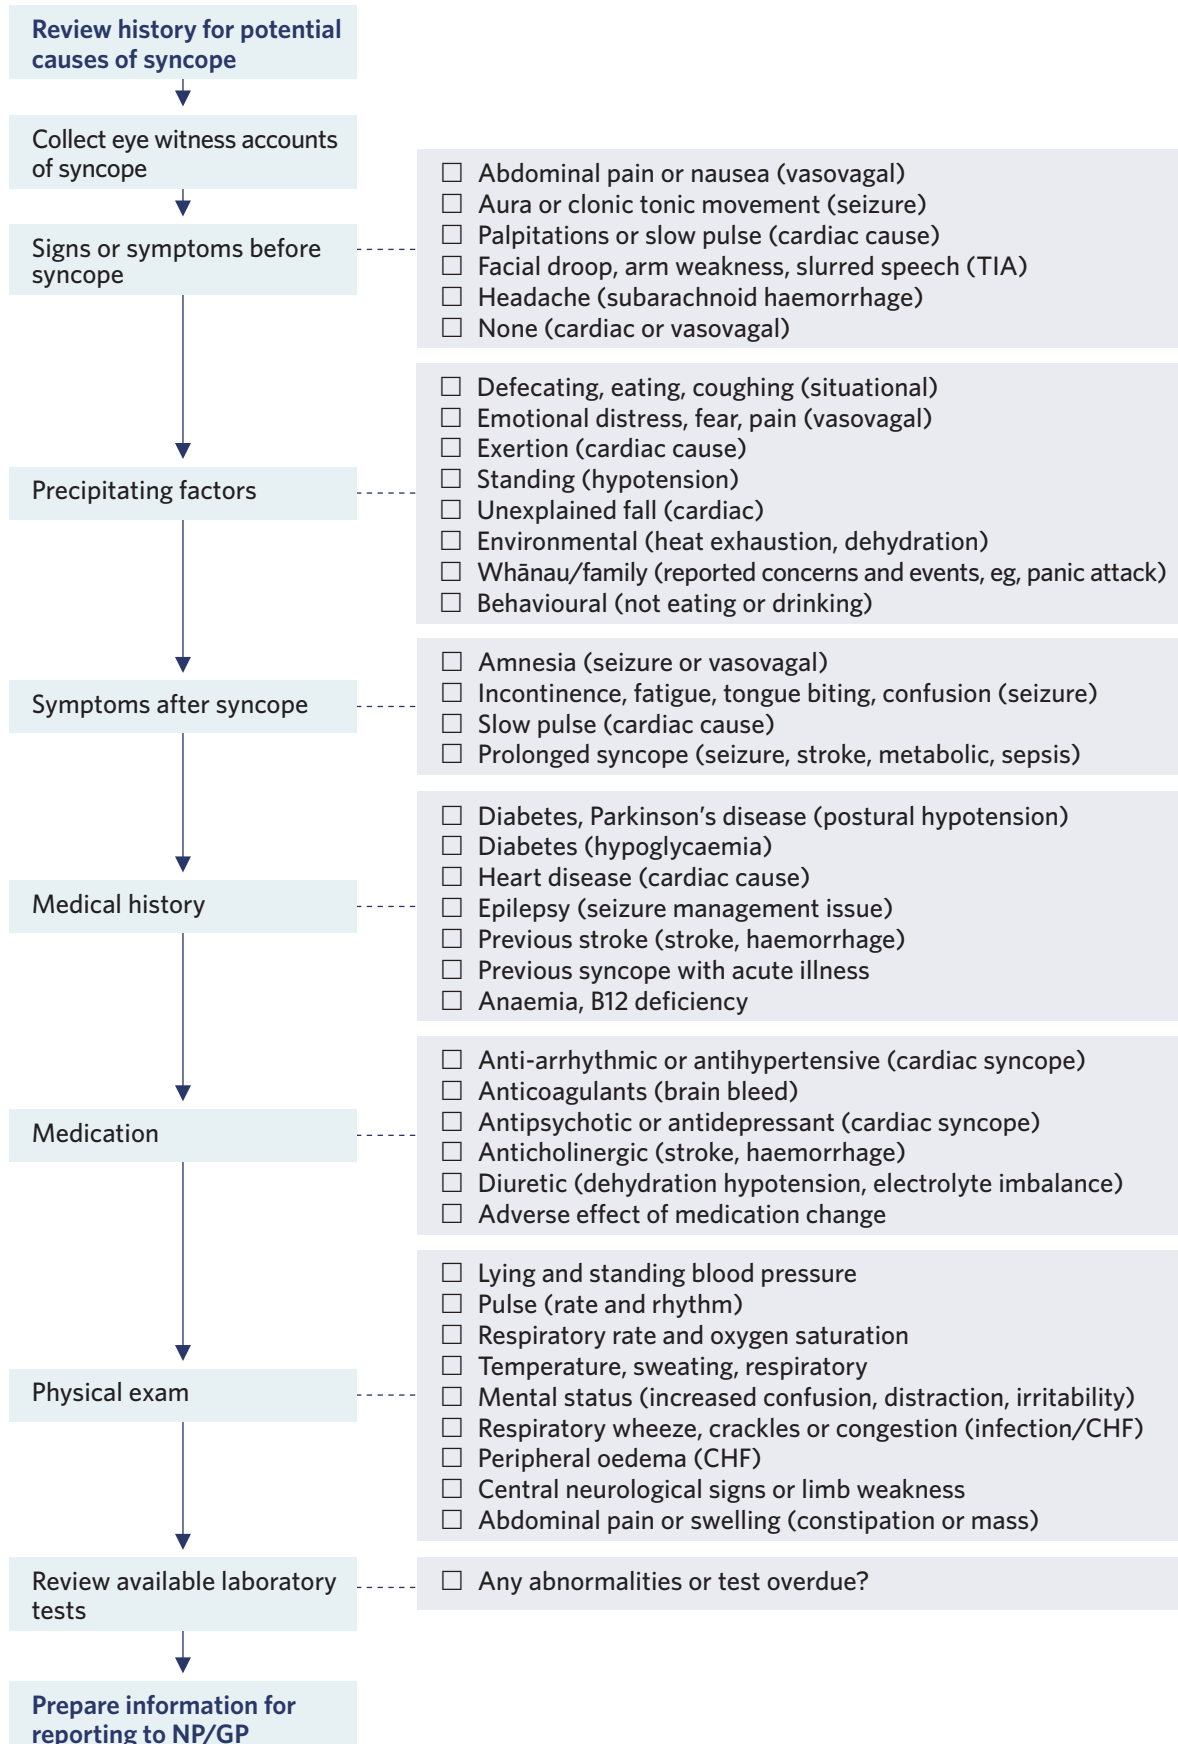 Review history for potential
causes of syncope
Collect eye witness accounts
of syncope
Signs or symptoms before
syncope
☐ Abdominal pain or nausea (vasovagal)
☐ Aura or clonic tonic movement (seizure)
☐ Palpitations or slow pulse (cardiac cause)
☐ Facial droop, arm weakness, slurred speech (TIA)
☐ Headache (subarachnoid haemorrhage)
☐ None (cardiac or vasovagal)
Precipitating factors
☐ Defecating, eating, coughing (situational)
☐ Emotional distress, fear, pain (vasovagal)
☐ Exertion (cardiac cause)
☐ Standing (hypotension)
☐ Unexplained fall (cardiac)
☐ Environmental (heat exhaustion, dehydration)
☐ Whānau/family (reported concerns and events, eg, panic attack)
☐ Behavioural (not eating or drinking)
Symptoms after syncope
☐ Amnesia (seizure or vasovagal)
☐ Incontinence, fatigue, tongue biting, confusion (seizure)
☐ Slow pulse (cardiac cause)
☐ Prolonged syncope (seizure, stroke, metabolic, sepsis)
Medical history
☐ Diabetes, Parkinson's disease (postural hypotension)
☐ Diabetes (hypoglycaemia)
☐ Heart disease (cardiac cause)
☐ Epilepsy (seizure management issue)
☐ Previous stroke (stroke, haemorrhage)
☐ Previous syncope with acute illness
☐ Anaemia, B12 deficiency
Medication
☐ Anti-arrhythmic or antihypertensive (cardiac syncope)
☐ Anticoagulants (brain bleed)
☐ Antipsychotic or antidepressant (cardiac syncope)
☐ Anticholinergic (stroke, haemorrhage)
☐ Diuretic (dehydration hypotension, electrolyte imbalance)
☐ Adverse effect of medication change
Physical exam
☐ Lying and standing blood pressure
☐ Pulse (rate and rhythm)
☐ Respiratory rate and oxygen saturation
☐ Temperature, sweating, respiratory
☐ Mental status (increased confusion, distraction, irritability)
☐ Respiratory wheeze, crackles or congestion (infection/CHF)
☐ Peripheral oedema (CHF)
☐ Central neurological signs or limb weakness
☐ Abdominal pain or swelling (constipation or mass)
Review available laboratory
tests
☐ Any abnormalities or test overdue?
Prepare information for
reporting to NP/GP